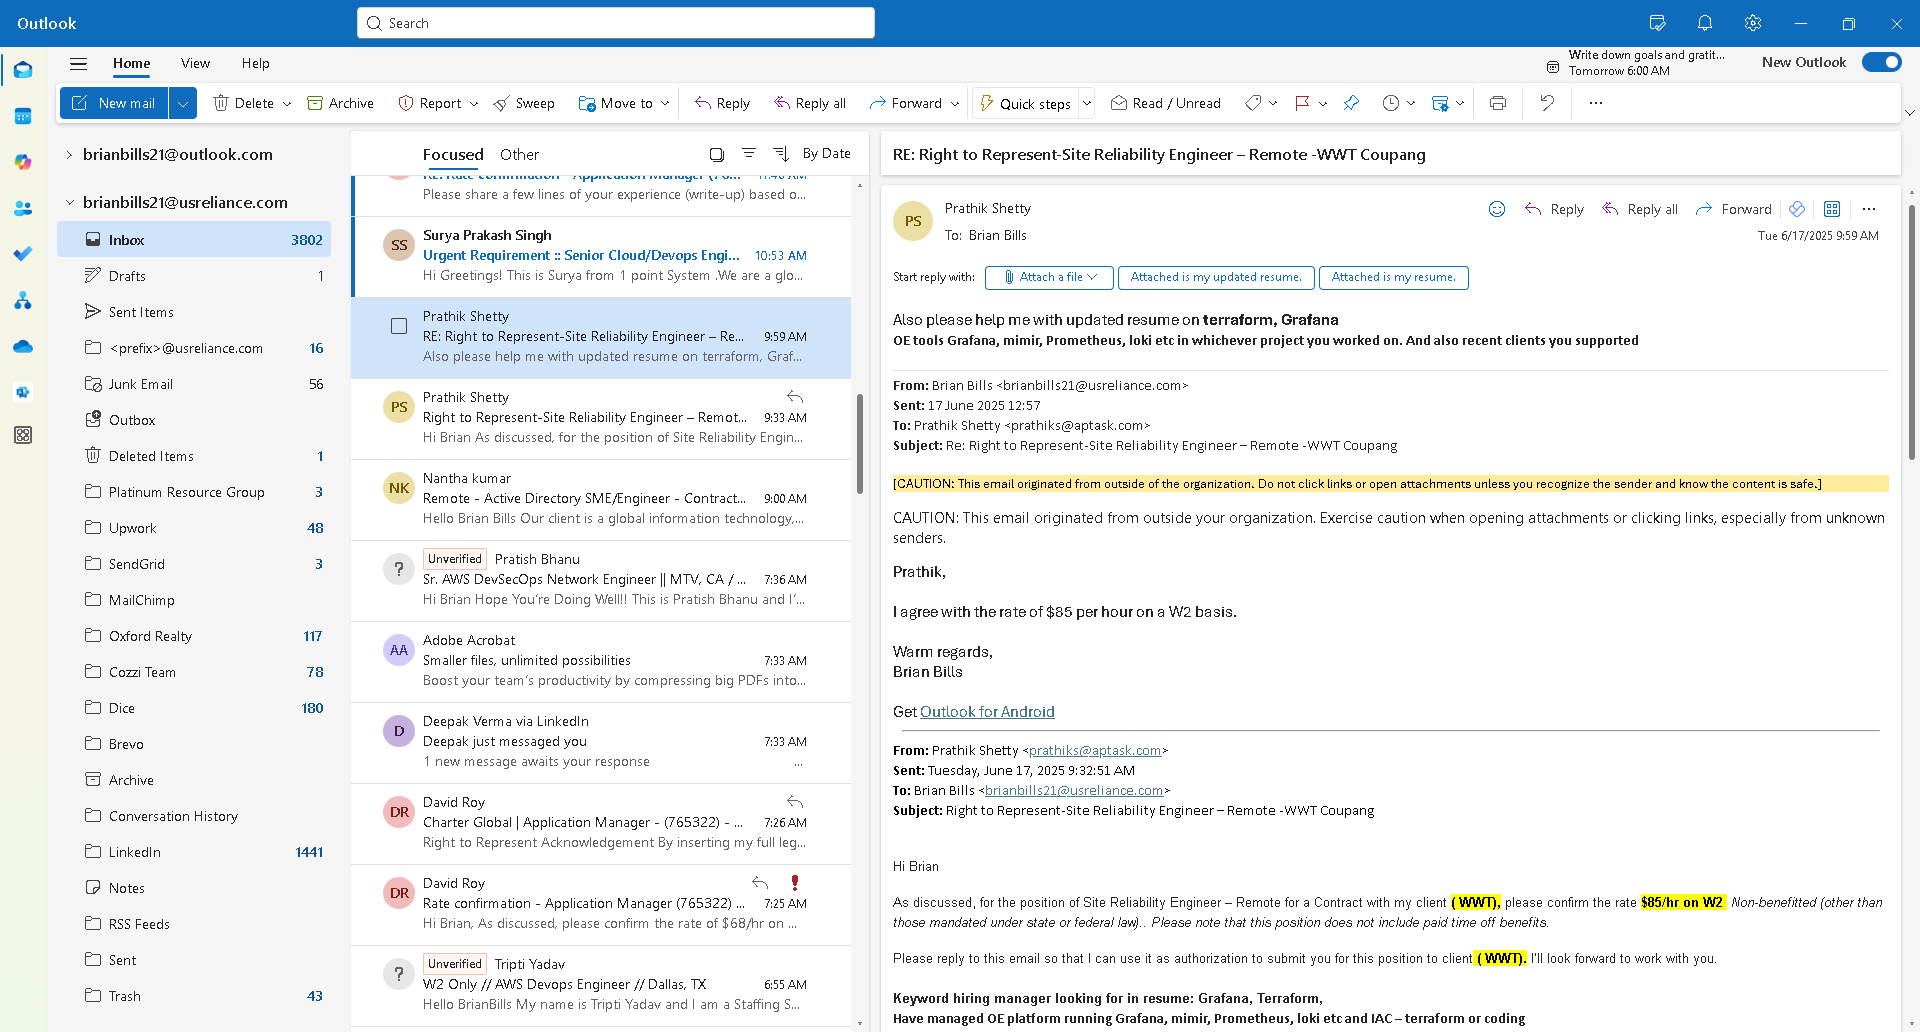 Outlook
Search
Home
View
Help
Write down goals and gratit...
Tomorrow 6:00 AM
New Outlook
New mail
Delete
Archive
Report
Sweep
Move to
Reply
Reply all
Forward
Quick steps
Read / Unread
brianbills21@outlook.com
brianbills21@usreliance.com
Inbox 3802
Drafts 1
Sent Items
<prefix>@usreliance.com 16
Junk Email 56
Outbox
Deleted Items 1
Platinum Resource Group 3
Upwork 48
SendGrid 3
MailChimp
Oxford Realty 117
Cozzi Team 78
Dice 180
Brevo
Archive
Conversation History
LinkedIn 1441
Notes
RSS Feeds
Sent
Trash 43
Focused Other By Date
RE: Rate confirmation - Application Manager (76... 11:46 AM
Please share a few lines of your experience (write-up) based o...
SS
Surya Prakash Singh
Urgent Requirement :: Senior Cloud/Devops Engi... 10:53 AM
Hi Greetings! This is Surya from 1 point System .We are a glo...
Prathik Shetty
RE: Right to Represent-Site Reliability Engineer – Re... 9:59 AM
Also please help me with updated resume on terraform, Graf...
PS
Prathik Shetty
Right to Represent-Site Reliability Engineer – Remot... 9:33 AM
Hi Brian As discussed, for the position of Site Reliability Engin...
NK
Nantha kumar
Remote - Active Directory SME/Engineer - Contract... 9:00 AM
Hello Brian Bills Our client is a global information technology,...
?
Unverified Pratish Bhanu
Sr. AWS DevSecOps Network Engineer || MTV, CA / ... 7:36 AM
Hi Brian Hope You're Doing Well!! This is Pratish Bhanu and I'...
AA
Adobe Acrobat
Smaller files, unlimited possibilities 7:33 AM
Boost your team's productivity by compressing big PDFs into...
D
Deepak Verma via LinkedIn
Deepak just messaged you 7:33 AM
1 new message awaits your response ...
DR
David Roy
Charter Global | Application Manager - (765322) - ... 7:26 AM
Right to Represent Acknowledgement By inserting my full leg...
DR
David Roy
Rate confirmation - Application Manager (765322) ... 7:25 AM
Hi Brian, As discussed, please confirm the rate of $68/hr on ...
?
Unverified Tripti Yadav
W2 Only // AWS Devops Engineer // Dallas, TX 6:55 AM
Hello BrianBills My name is Tripti Yadav and I am a Staffing S...
RE: Right to Represent-Site Reliability Engineer – Remote -WWT Coupang
PS
Prathik Shetty
To: Brian Bills
Reply
Reply all
Forward
Tue 6/17/2025 9:59 AM
Start reply with:
Attach a file
Attached is my updated resume.
Attached is my resume.
Also please help me with updated resume on terraform, Grafana
OE tools Grafana, mimir, Prometheus, loki etc in whichever project you worked on. And also recent clients you supported
From: Brian Bills <brianbills21@usreliance.com>
Sent: 17 June 2025 12:57
To: Prathik Shetty <prathiks@aptask.com>
Subject: Re: Right to Represent-Site Reliability Engineer – Remote -WWT Coupang
[CAUTION: This email originated from outside of the organization. Do not click links or open attachments unless you recognize the sender and know the content is safe.]
CAUTION: This email originated from outside your organization. Exercise caution when opening attachments or clicking links, especially from unknown
senders.
Prathik,
I agree with the rate of $85 per hour on a W2 basis.
Warm regards,
Brian Bills
Get Outlook for Android
From: Prathik Shetty <prathiks@aptask.com>
Sent: Tuesday, June 17, 2025 9:32:51 AM
To: Brian Bills <brianbills21@usreliance.com>
Subject: Right to Represent-Site Reliability Engineer – Remote -WWT Coupang
Hi Brian
As discussed, for the position of Site Reliability Engineer – Remote for a Contract with my client ( WWT), please confirm the rate $85/hr on W2 Non-benefitted (other than
those mandated under state or federal law).. Please note that this position does not include paid time off benefits.
Please reply to this email so that I can use it as authorization to submit you for this position to client ( WWT). I'll look forward to work with you.
Keyword hiring manager looking for in resume: Grafana, Terraform,
Have managed OE platform running Grafana, mimir, Prometheus, loki etc and IAC – terraform or coding